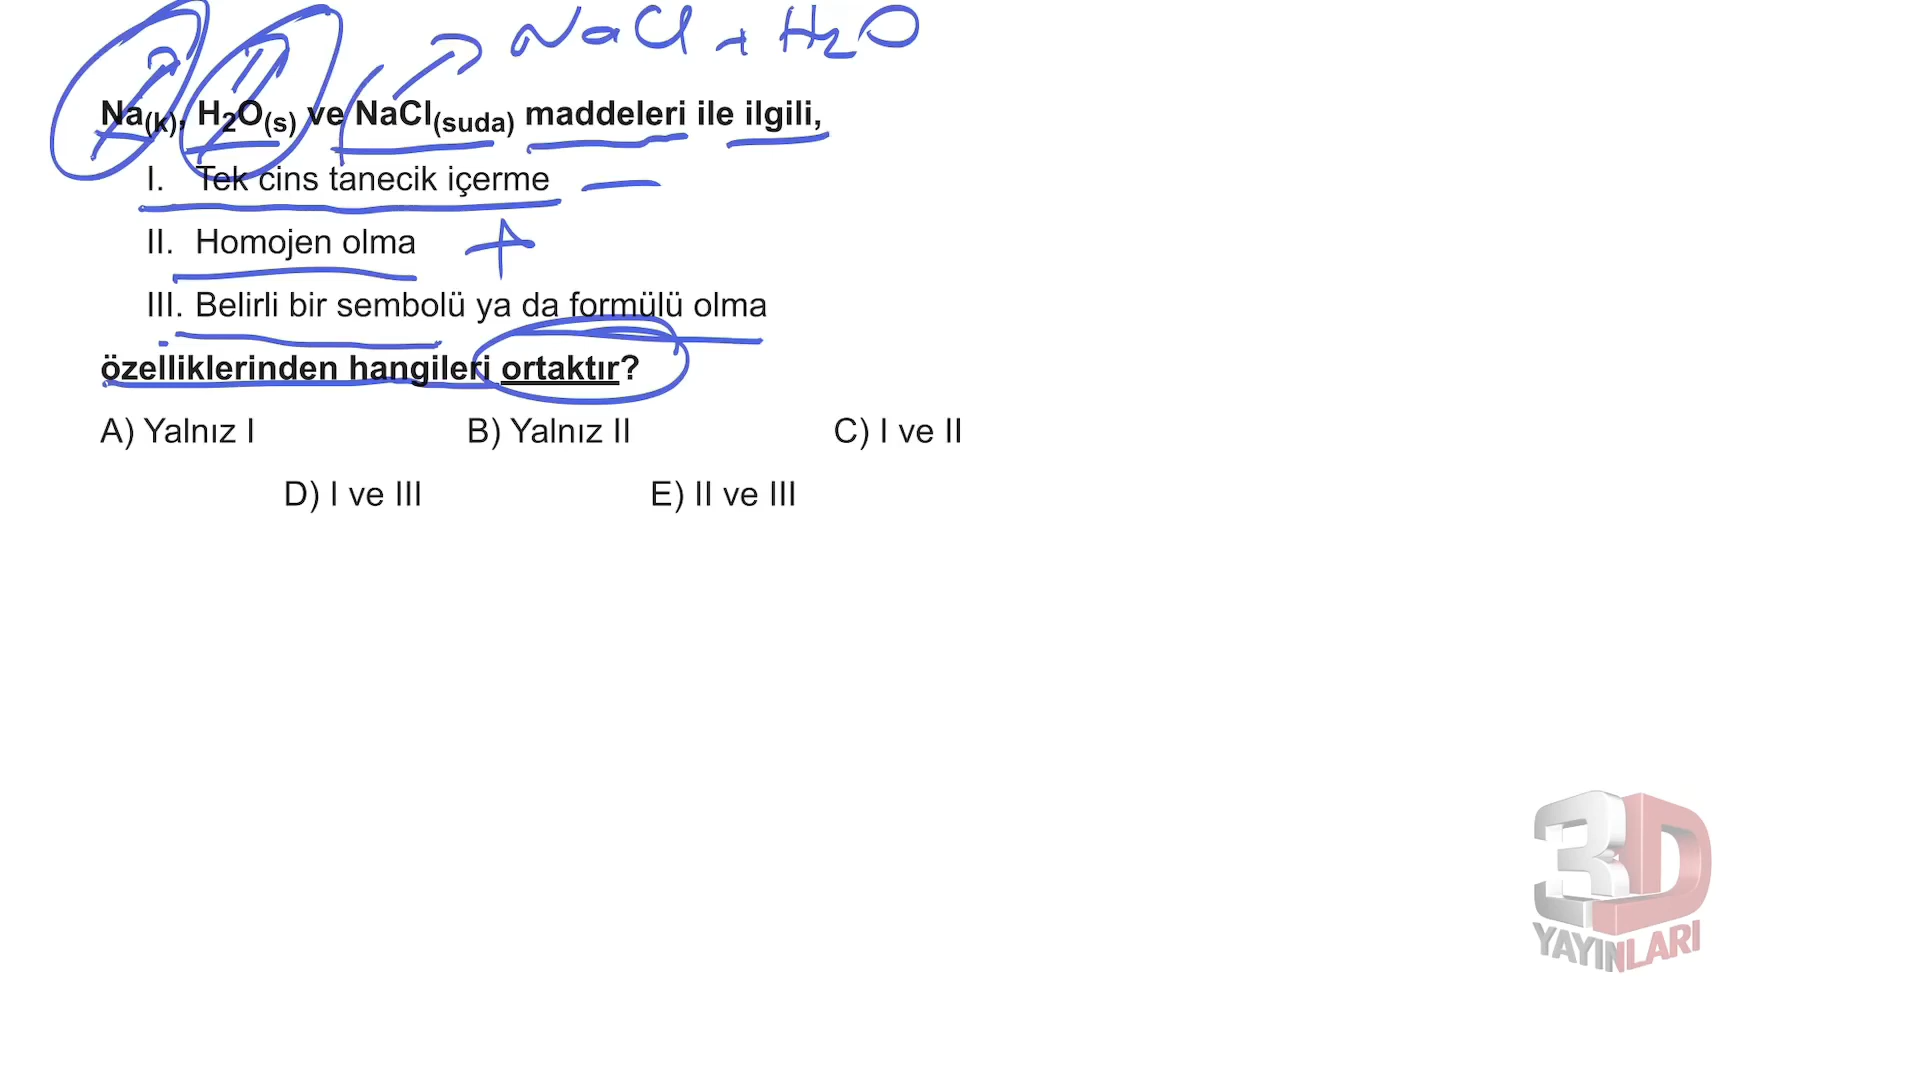 NaCl + H₂O
Na(k), H₂O(s) ve NaCl(suda) maddeleri ile ilgili,
I. Tek cins tanecik içerme —
II. Homojen olma +
III. Belirli bir sembolü ya da formülü olma
özelliklerinden hangileri ortaktır?
A) Yalnız I B) Yalnız II C) I ve II
D) I ve III E) II ve III
3D
YAYINLARI